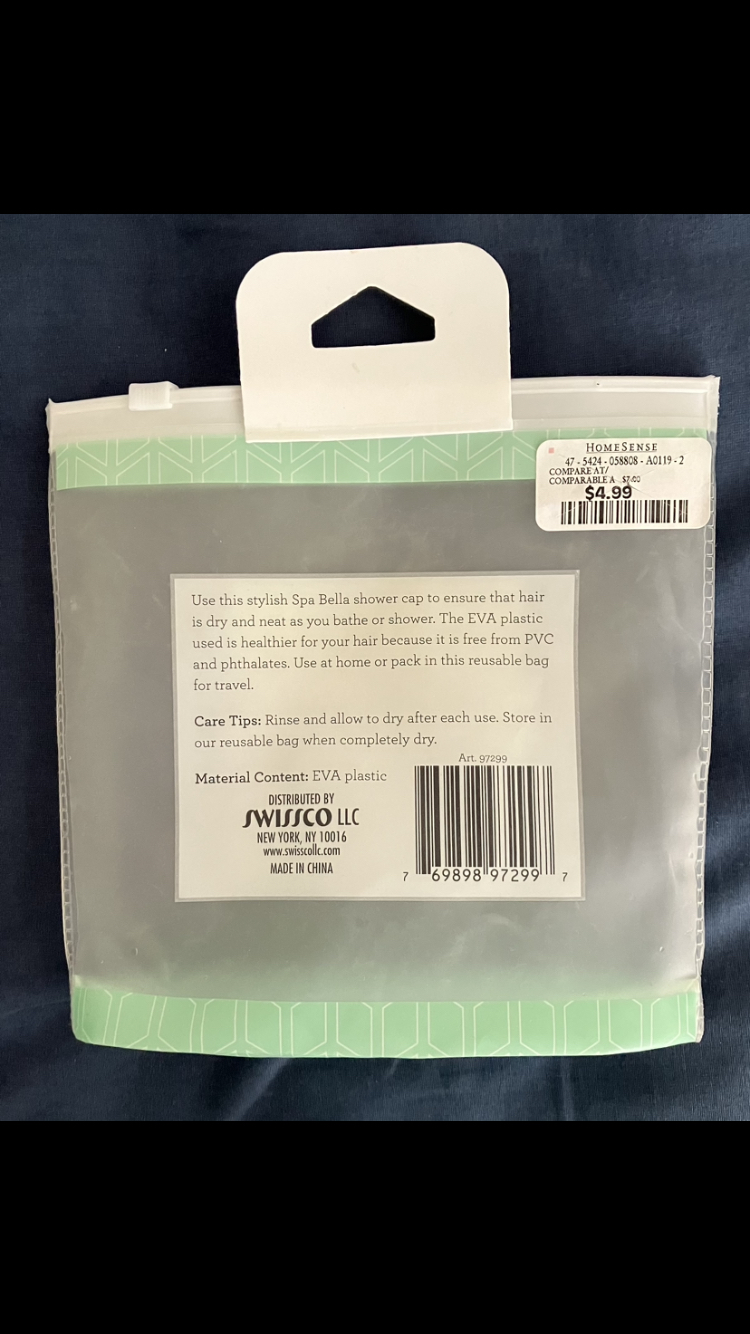 HOMESENSE
47 - 5424 - 058808 - A0119 - 2
COMPARE AT/
COMPARABLE A $7.00
$4.99
Use this stylish Spa Bella shower cap to ensure that hair
is dry and neat as you bathe or shower. The EVA plastic
used is healthier for your hair because it is free from PVC
and phthalates. Use at home or pack in this reusable bag
for travel.
Care Tips: Rinse and allow to dry after each use. Store in
our reusable bag when completely dry.
Material Content: EVA plastic
DISTRIBUTED BY
SWISSCO LLC
NEW YORK, NY 10016
www.swisscollc.com
MADE IN CHINA
Art. 97299
7 69898 97299 7